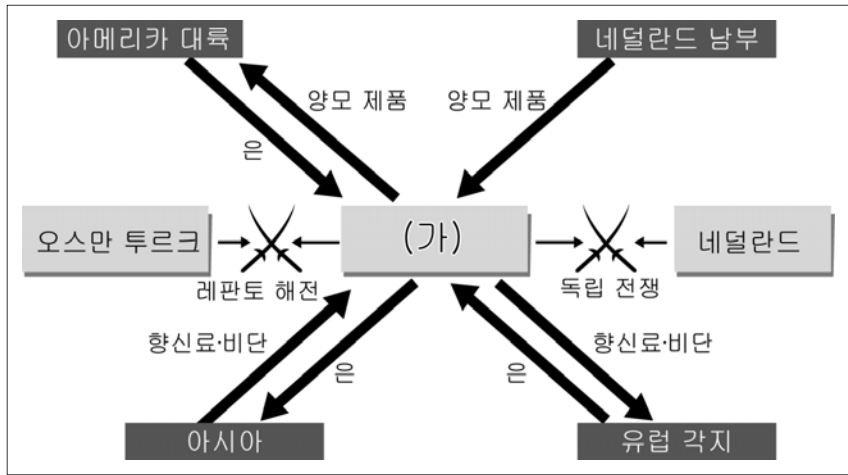 아메리카 대륙
네덜란드 남부
양모 제품
양모 제품
은
오스만 투르크
(가)
네덜란드
레판토 해전
독립 전쟁
향신료·비단
은
은
향신료·비단
아시아
유럽 각지